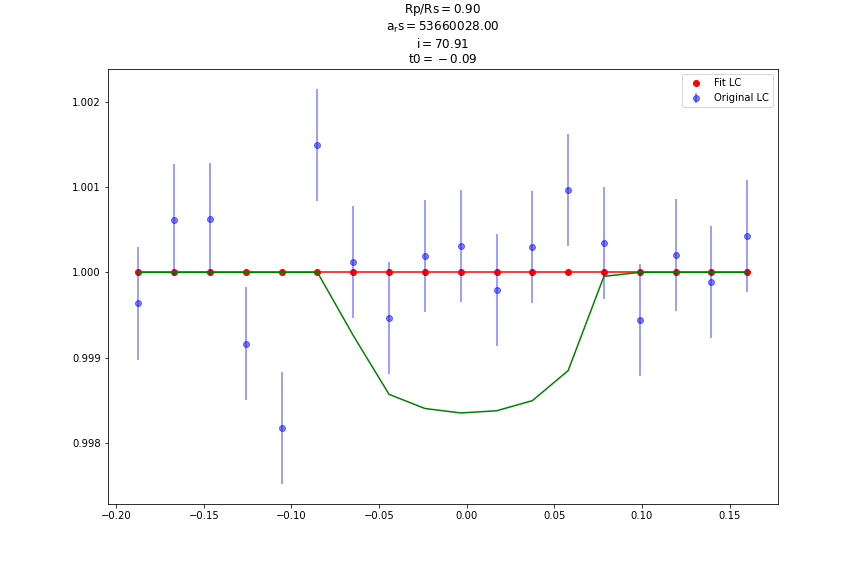 Rp/Rs = 0.90
aᵣs = 53660028.00
i = 70.91
t0 = −0.09
Fit LC
Original LC
1.002
1.001
1.000
0.999
0.998
−0.20 −0.15 −0.10 −0.05 0.00 0.05 0.10 0.15